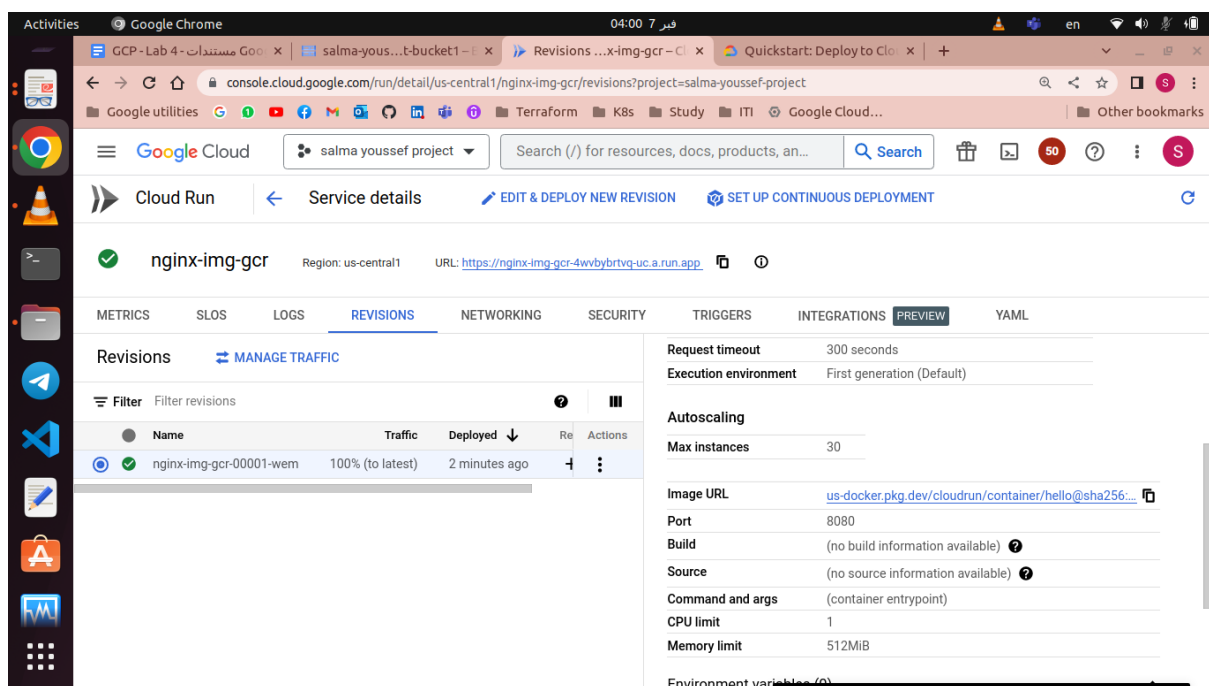 Activities Google Chrome 04:00 7 فبر en
GCP - Lab 4 - مستندات Goo salma-yous...t-bucket1 – Revisions ...x-img-gcr – Cl Quickstart: Deploy to Clo
console.cloud.google.com/run/detail/us-central1/nginx-img-gcr/revisions?project=salma-youssef-project S
Google utilities Terraform K8s Study ITI Google Cloud... Other bookmarks
Google Cloud salma youssef project Search (/) for resources, docs, products, an... Search 50 S
Cloud Run Service details EDIT & DEPLOY NEW REVISION SET UP CONTINUOUS DEPLOYMENT
nginx-img-gcr Region: us-central1 URL: https://nginx-img-gcr-4wvbybrtvq-uc.a.run.app
METRICS SLOS LOGS REVISIONS NETWORKING SECURITY TRIGGERS INTEGRATIONS PREVIEW YAML
Revisions MANAGE TRAFFIC
Filter Filter revisions
Name Traffic Deployed Re Actions
nginx-img-gcr-00001-wem 100% (to latest) 2 minutes ago
Request timeout 300 seconds
Execution environment First generation (Default)
Autoscaling
Max instances 30
Image URL us-docker.pkg.dev/cloudrun/container/hello@sha256:...
Port 8080
Build (no build information available)
Source (no source information available)
Command and args (container entrypoint)
CPU limit 1
Memory limit 512MiB
Environment variables (0)